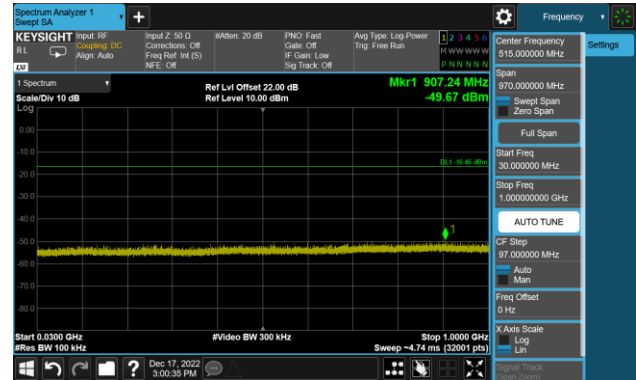 Spectrum Analyzer 1
Swept SA
Frequency
KEYSIGHT
RL
LXI
Input: RF
Coupling: DC
Align: Auto
Input Z: 50 Ω
Corrections: Off
Freq Ref: Int (S)
NFE: Off
#Atten: 20 dB
PNO: Fast
Gate: Off
IF Gain: Low
Sig Track: Off
Avg Type: Log-Power
Trig: Free Run
1 2 3 4 5 6
M W W W W W
P N N N N N
Center Frequency
515.000000 MHz
Settings
Span
970.000000 MHz
Swept Span
Zero Span
Full Span
Start Freq
30.000000 MHz
Stop Freq
1.000000000 GHz
AUTO TUNE
CF Step
97.000000 MHz
Auto
Man
Freq Offset
0 Hz
X Axis Scale
Log
Lin
Signal Track
(Span Zoom)
1 Spectrum
Scale/Div 10 dB
Log
Ref Lvl Offset 22.00 dB
Ref Level 10.00 dBm
Mkr1 907.24 MHz
-49.67 dBm
0.00
-10.0
DL1 -16.46 dBm
-20.0
-30.0
-40.0
1
-50.0
-60.0
-70.0
-80.0
Start 0.0300 GHz
#Res BW 100 kHz
#Video BW 300 kHz
Stop 1.0000 GHz
Sweep ~4.74 ms (32001 pts)
?
Dec 17, 2022
3:00:35 PM